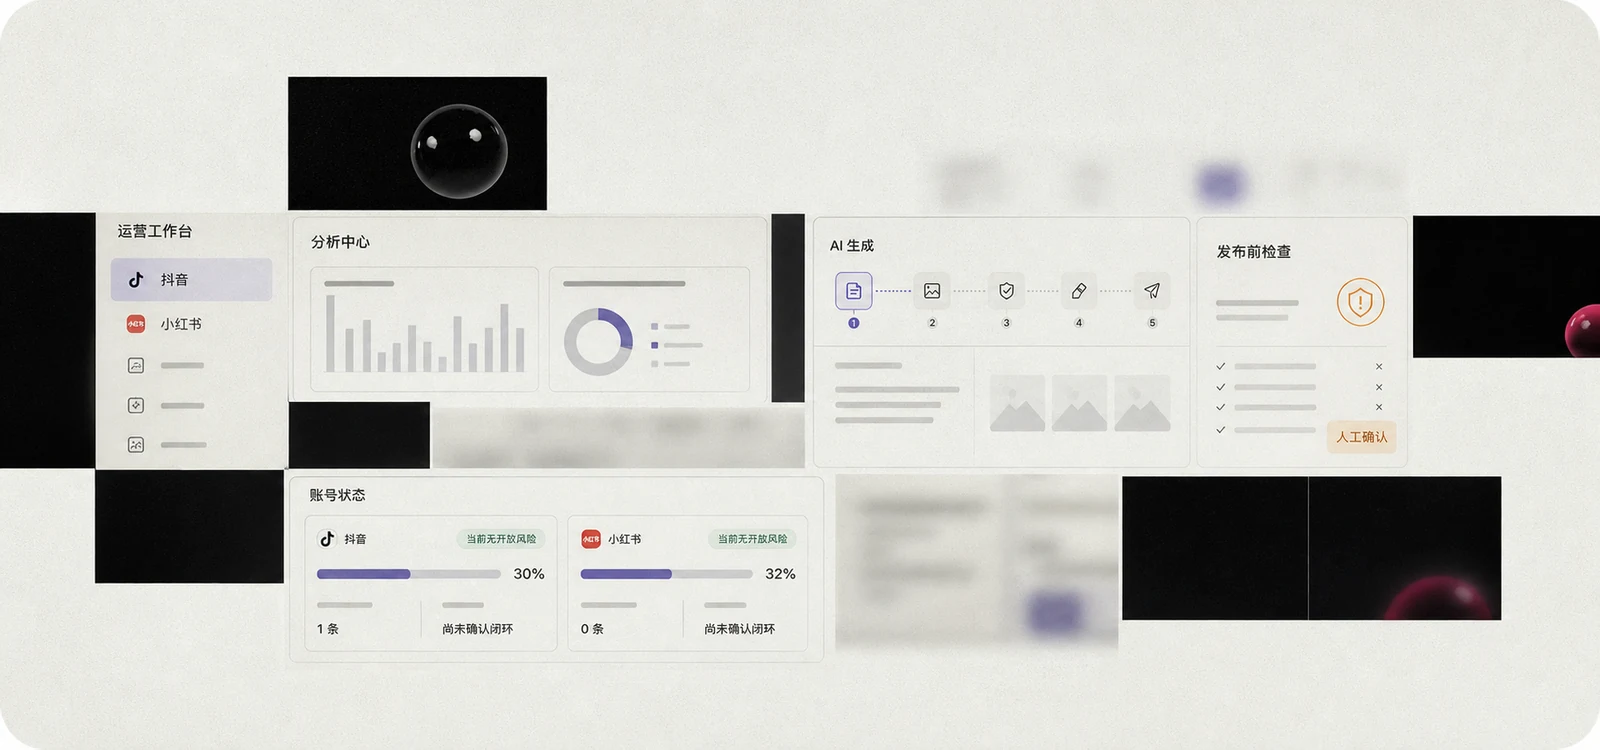 运营工作台
抖音
小红书
分析中心
AI 生成
1
2
3
4
5
发布前检查
人工确认
账号状态
抖音
当前无开放风险
30%
1 条
尚未确认闭环
小红书
小红书
当前无开放风险
32%
0 条
尚未确认闭环